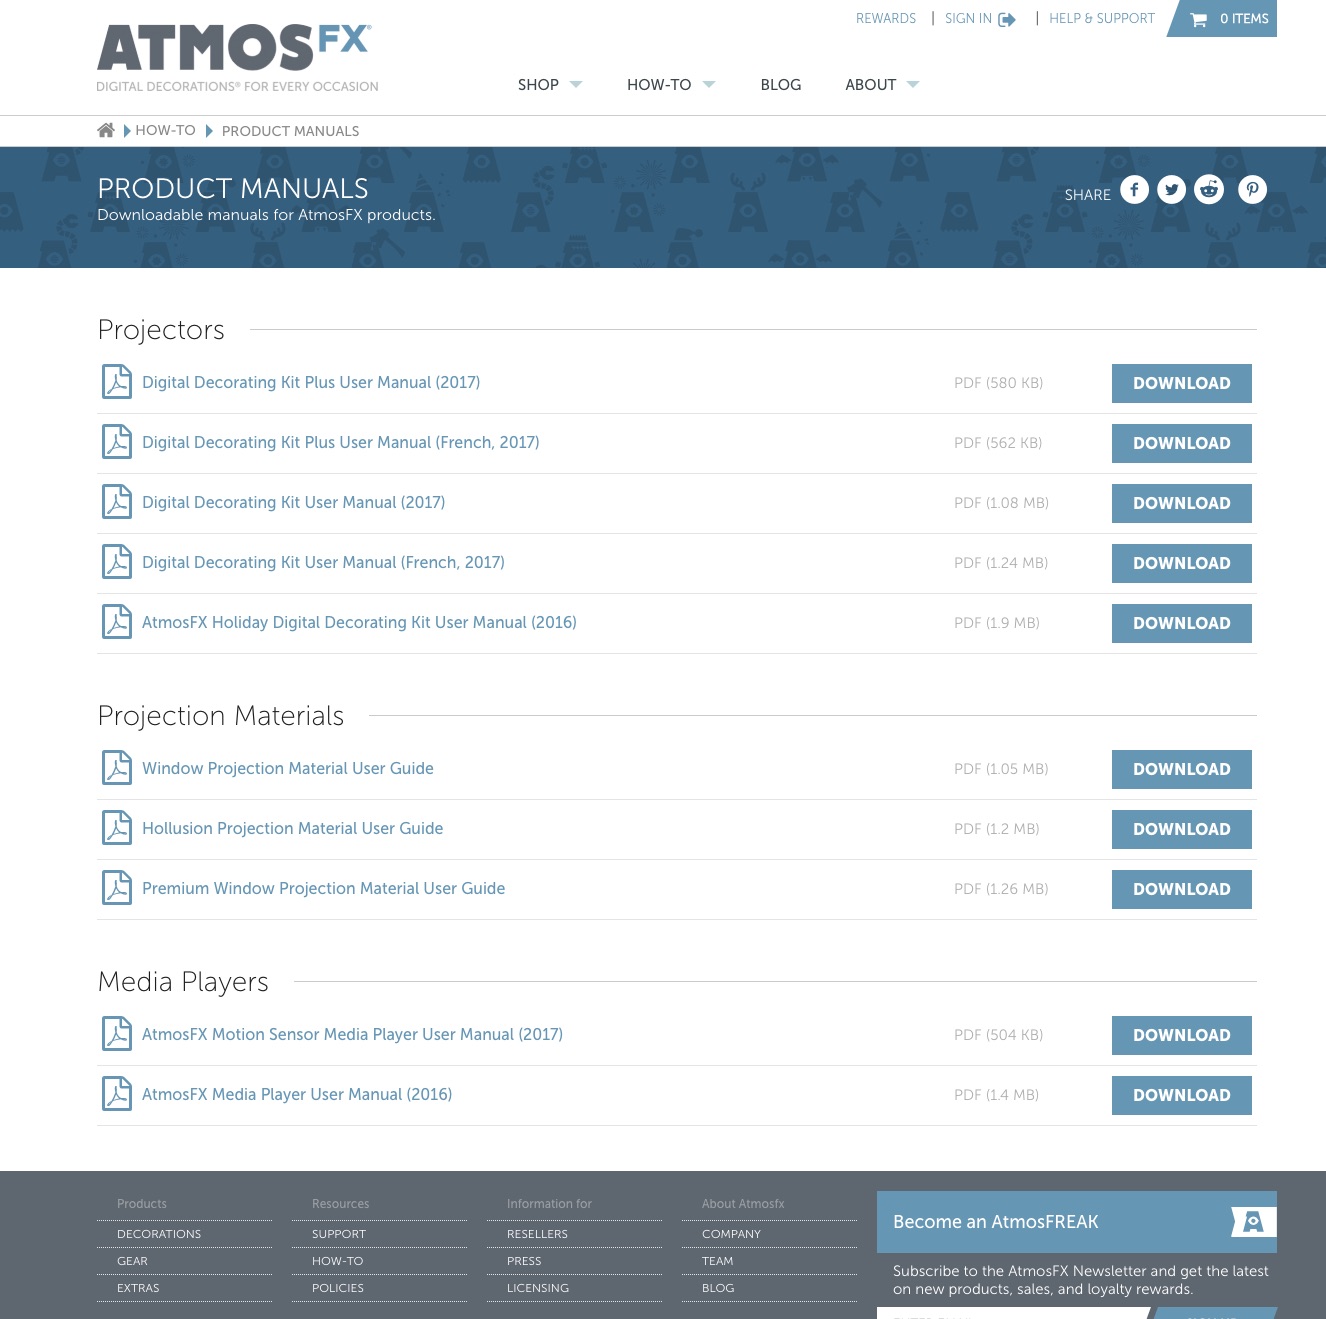 REWARDS | SIGN IN | HELP & SUPPORT 0 ITEMS
ATMOSFX®
DIGITAL DECORATIONS® FOR EVERY OCCASION
SHOP HOW-TO BLOG ABOUT
HOW-TO PRODUCT MANUALS
PRODUCT MANUALS
Downloadable manuals for AtmosFX products.
SHARE
Projectors
Digital Decorating Kit Plus User Manual (2017) PDF (580 KB) DOWNLOAD
Digital Decorating Kit Plus User Manual (French, 2017) PDF (562 KB) DOWNLOAD
Digital Decorating Kit User Manual (2017) PDF (1.08 MB) DOWNLOAD
Digital Decorating Kit User Manual (French, 2017) PDF (1.24 MB) DOWNLOAD
AtmosFX Holiday Digital Decorating Kit User Manual (2016) PDF (1.9 MB) DOWNLOAD
Projection Materials
Window Projection Material User Guide PDF (1.05 MB) DOWNLOAD
Hollusion Projection Material User Guide PDF (1.2 MB) DOWNLOAD
Premium Window Projection Material User Guide PDF (1.26 MB) DOWNLOAD
Media Players
AtmosFX Motion Sensor Media Player User Manual (2017) PDF (504 KB) DOWNLOAD
AtmosFX Media Player User Manual (2016) PDF (1.4 MB) DOWNLOAD
Products Resources Information for About Atmosfx
DECORATIONS SUPPORT RESELLERS COMPANY
GEAR HOW-TO PRESS TEAM
EXTRAS POLICIES LICENSING BLOG
Become an AtmosFREAK
Subscribe to the AtmosFX Newsletter and get the latest
on new products, sales, and loyalty rewards.